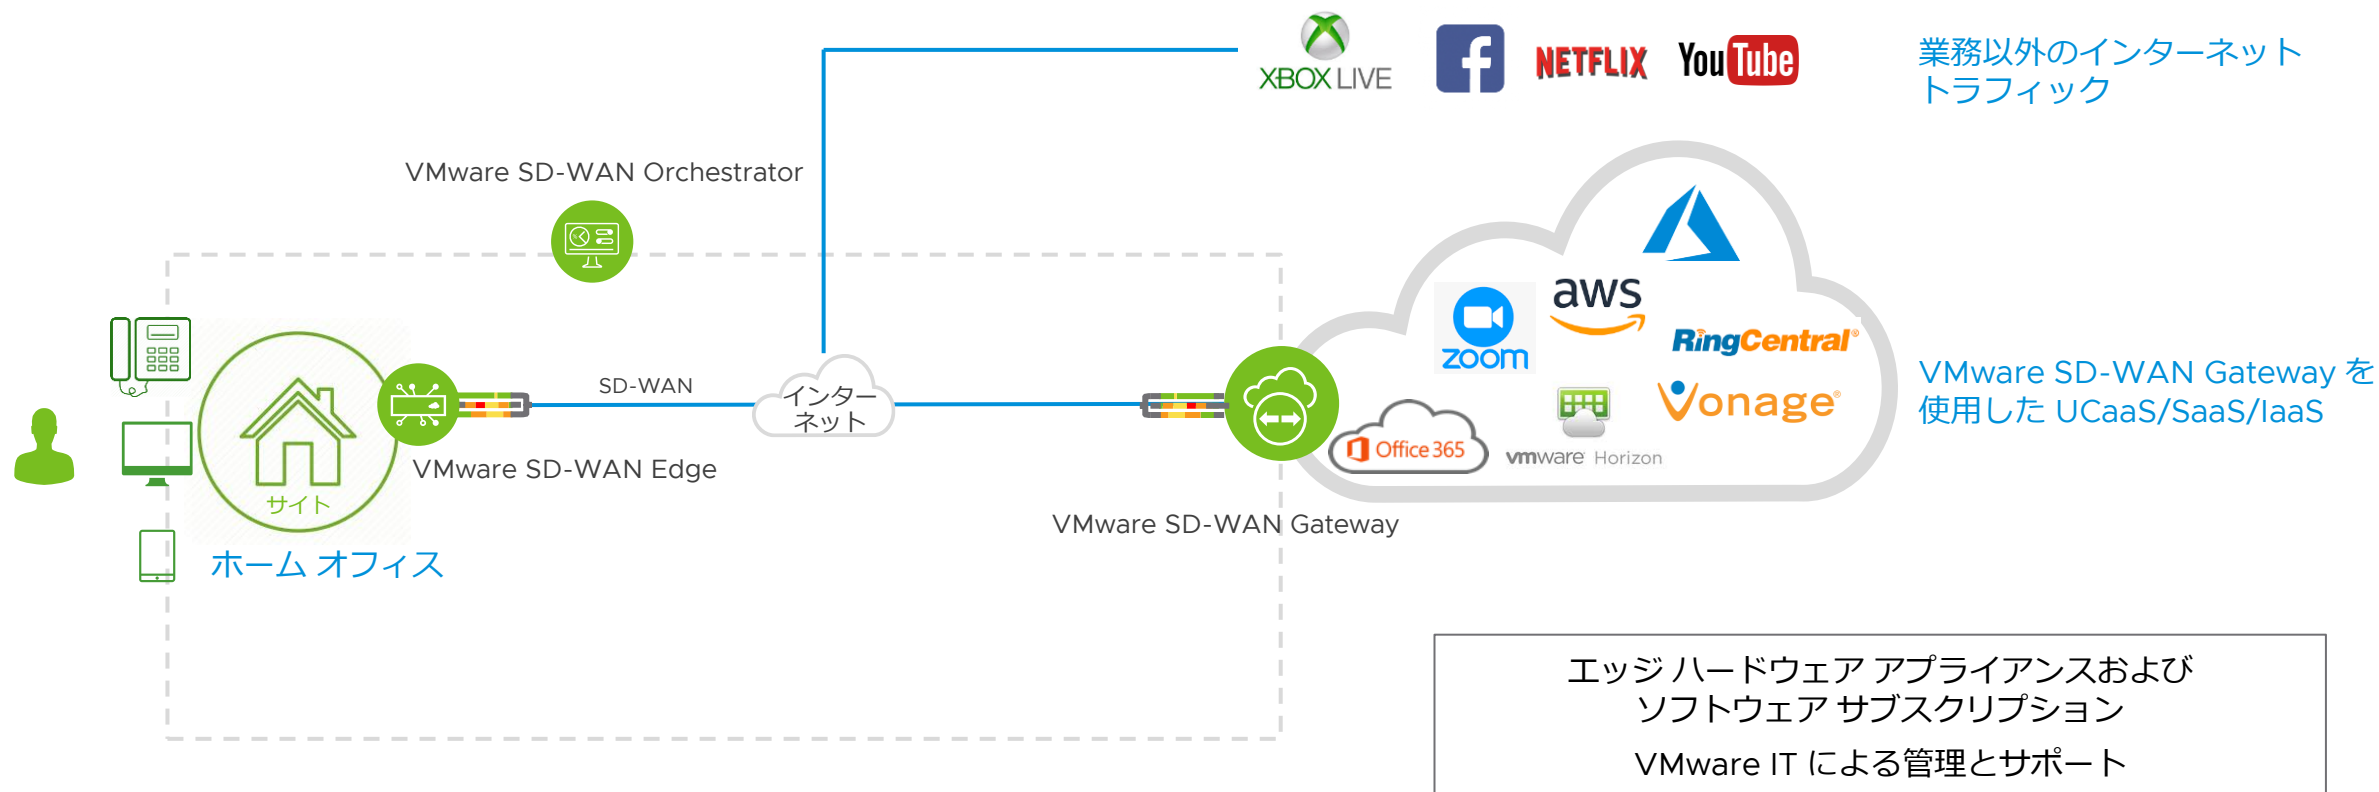 XBOX LIVE
f
NETFLIX
YouTube
業務以外のインターネット
トラフィック
VMware SD-WAN Orchestrator
aws
zoom
RingCentral®
SD-WAN
インター
ネット
Vonage®
VMware SD-WAN Gateway を
使用した UCaaS/SaaS/IaaS
Office 365
vmware Horizon
サイト
VMware SD-WAN Edge
VMware SD-WAN Gateway
ホーム オフィス
エッジ ハードウェア アプライアンスおよび
ソフトウェア サブスクリプション
VMware IT による管理とサポート